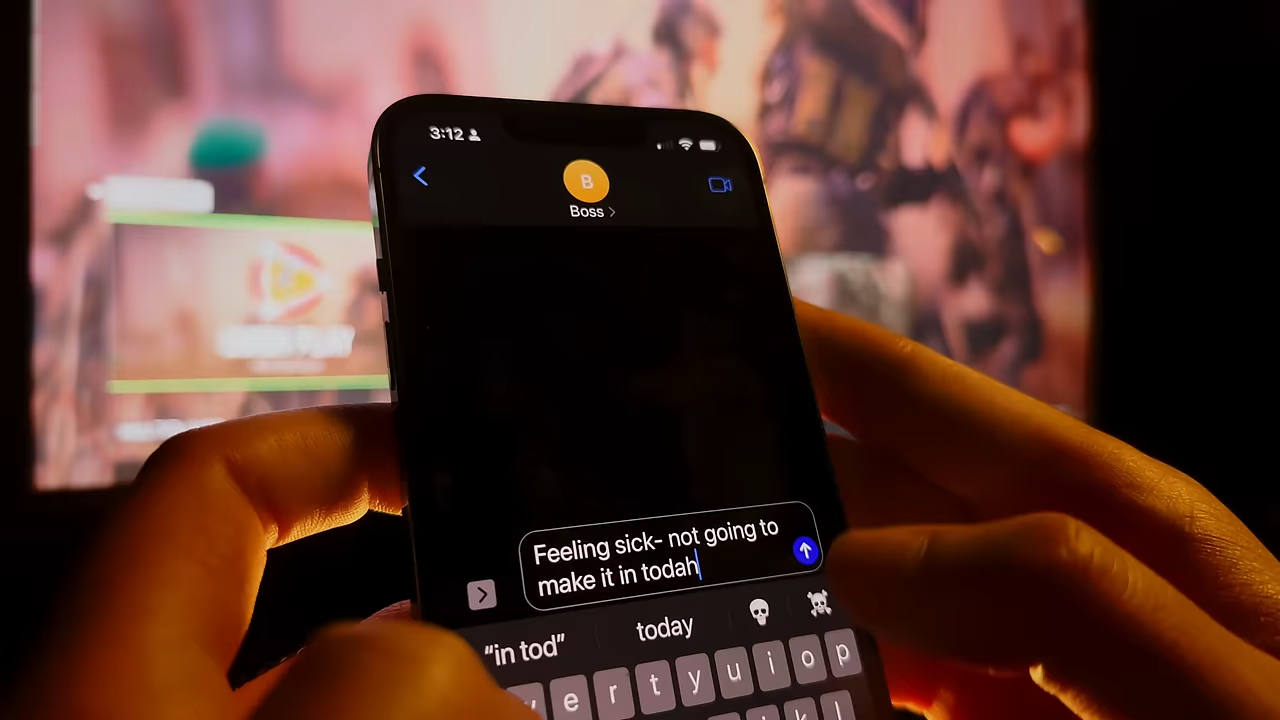 3:12
B
Boss >
Feeling sick- not going to
make it in todah
"in tod" today
e r t y u i o p
k l